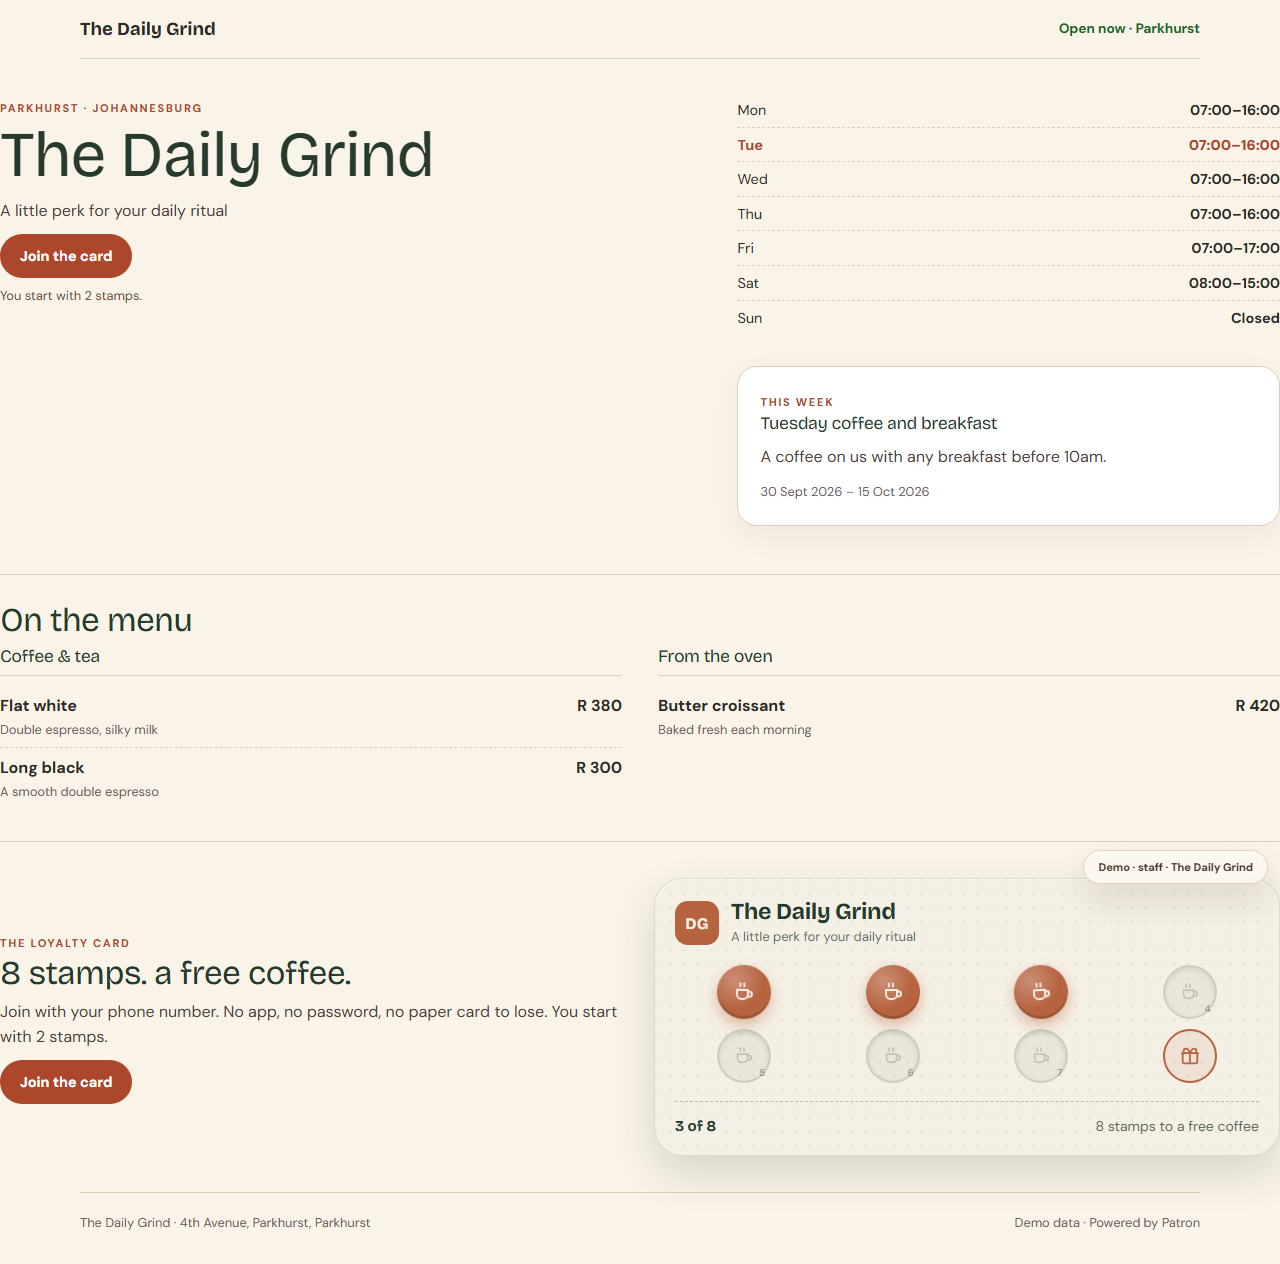 The Daily Grind
Open now · Parkhurst
PARKHURST · JOHANNESBURG
The Daily Grind
A little perk for your daily ritual
Join the card
You start with 2 stamps.
Mon 07:00–16:00
Tue 07:00–16:00
Wed 07:00–16:00
Thu 07:00–16:00
Fri 07:00–17:00
Sat 08:00–15:00
Sun Closed
THIS WEEK
Tuesday coffee and breakfast
A coffee on us with any breakfast before 10am.
30 Sept 2026 – 15 Oct 2026
On the menu
Coffee & tea
Flat white R 380
Double espresso, silky milk
Long black R 300
A smooth double espresso
From the oven
Butter croissant R 420
Baked fresh each morning
THE LOYALTY CARD
8 stamps. a free coffee.
Join with your phone number. No app, no password, no paper card to lose. You start
with 2 stamps.
Join the card
Demo · staff · The Daily Grind
DG
The Daily Grind
A little perk for your daily ritual
4
5 6 7
3 of 8
8 stamps to a free coffee
The Daily Grind · 4th Avenue, Parkhurst, Parkhurst
Demo data · Powered by Patron